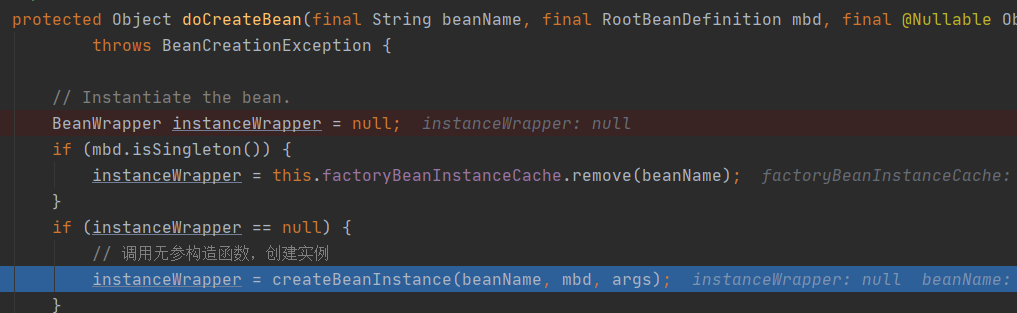 protected Object doCreateBean(final String beanName, final RootBeanDefinition mbd, final @Nullable Ob
throws BeanCreationException {
// Instantiate the bean.
BeanWrapper instanceWrapper = null; instanceWrapper: null
if (mbd.isSingleton()) {
instanceWrapper = this.factoryBeanInstanceCache.remove(beanName); factoryBeanInstanceCache:
}
if (instanceWrapper == null) {
// 调用无参构造函数，创建实例
instanceWrapper = createBeanInstance(beanName, mbd, args); instanceWrapper: null beanName:
}